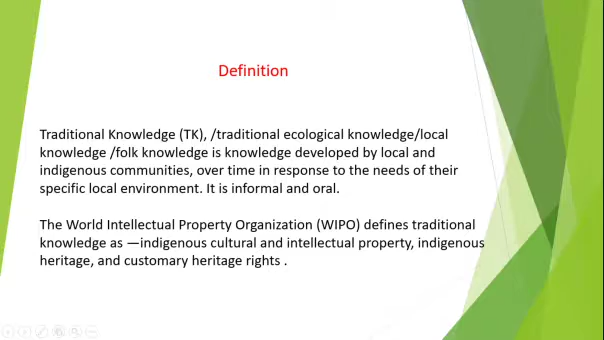 Definition
Traditional Knowledge (TK), /traditional ecological knowledge/local
knowledge /folk knowledge is knowledge developed by local and
indigenous communities, over time in response to the needs of their
specific local environment. It is informal and oral.
The World Intellectual Property Organization (WIPO) defines traditional
knowledge as —indigenous cultural and intellectual property, indigenous
heritage, and customary heritage rights .